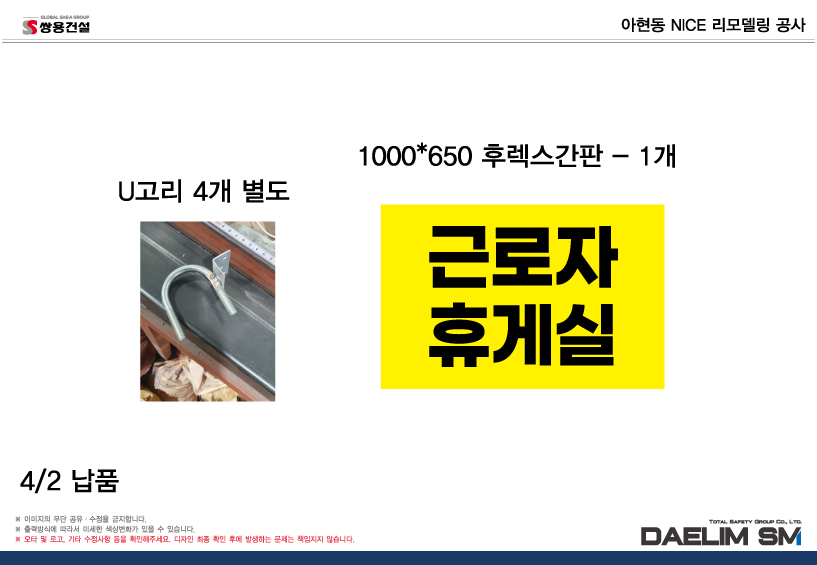 GLOBAL SAEA GROUP
쌍용건설
아현동 NICE 리모델링 공사
1000*650 후렉스간판 - 1개
U고리 4개 별도
근로자
휴게실
4/2 납품
※ 이미지의 무단 공유 · 수정을 금지합니다.
※ 출력방식에 따라서 미세한 색상변화가 있을 수 있습니다.
※ 오타 및 로고, 기타 수정사항 등을 확인해주세요. 디자인 최종 확인 후에 발생하는 문제는 책임지지 않습니다.
TOTAL SAFETY GROUP CO., LTD.
DAELIM SM